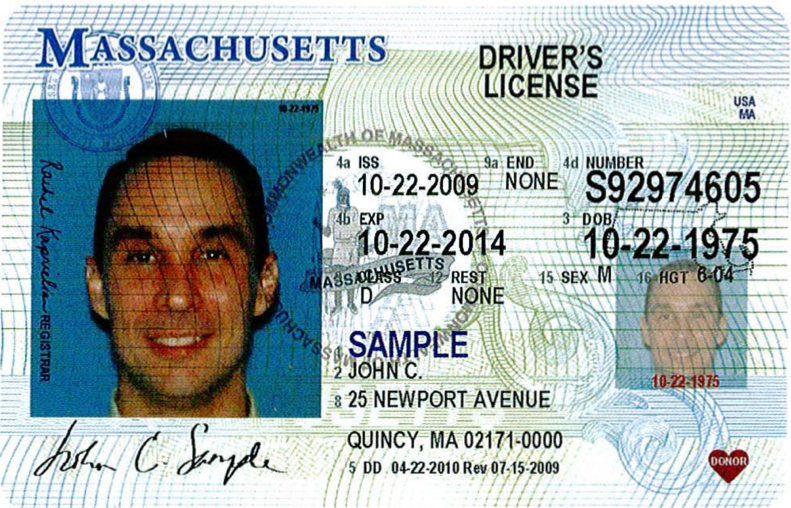 MASSACHUSETTS
DRIVER'S
LICENSE
USA
MA
10-22-1975
4a ISS
10-22-2009
9a END
NONE
4d NUMBER
S92974605
4b EXP
10-22-2014
3 DOB
10-22-1975
9 CLASS
D
12 REST
NONE
15 SEX M
16 HGT 6-04
COMMONWEALTH OF MASSACHUSETTS
MASSACHUSETTS
MA
REGISTRAR
1 SAMPLE
2 JOHN C.
8 25 NEWPORT AVENUE
QUINCY, MA 02171-0000
5 DD 04-22-2010 Rev 07-15-2009
10-22-1975
DONOR
John C. Sample